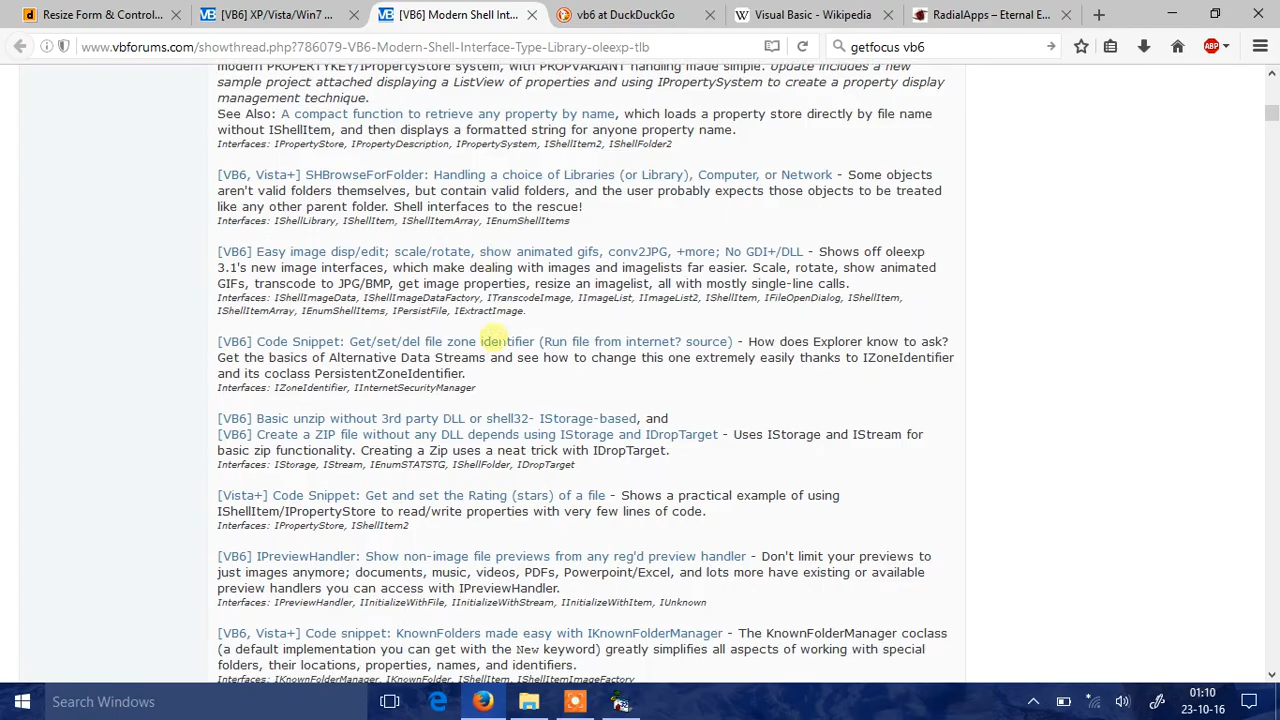 Resize Form & Control...
[VB6] XP/Vista/Win7 ...
[VB6] Modern Shell Int...
vb6 at DuckDuckGo
Visual Basic - Wikipedia
RadialApps — Eternal E...
www.vbforums.com/showthread.php?786079-VB6-Modern-Shell-Interface-Type-Library-oleexp-tlb
getfocus vb6
ABP
modern PROPERTYKEY/IPropertyStore system, with PROPVARIANT handling made simple. Update includes a new
sample project attached displaying a ListView of properties and using IPropertySystem to create a property display
management technique.
See Also: A compact function to retrieve any property by name, which loads a property store directly by file name
without IShellItem, and then displays a formatted string for anyone property name.
Interfaces: IPropertyStore, IPropertyDescription, IPropertySystem, IShellItem2, IShellFolder2
[VB6, Vista+] SHBrowseForFolder: Handling a choice of Libraries (or Library), Computer, or Network - Some objects
aren't valid folders themselves, but contain valid folders, and the user probably expects those objects to be treated
like any other parent folder. Shell interfaces to the rescue!
Interfaces: IShellLibrary, IShellItem, IShellItemArray, IEnumShellItems
[VB6] Easy image disp/edit; scale/rotate, show animated gifs, conv2JPG, +more; No GDI+/DLL - Shows off oleexp
3.1's new image interfaces, which make dealing with images and imagelists far easier. Scale, rotate, show animated
GIFs, transcode to JPG/BMP, get image properties, resize an imagelist, all with mostly single-line calls.
Interfaces: IShellImageData, IShellImageDataFactory, ITranscodeImage, IImageList, IImageList2, IShellItem, IFileOpenDialog, IShellItem,
IShellItemArray, IEnumShellItems, IPersistFile, IExtractImage.
[VB6] Code Snippet: Get/set/del file zone identifier (Run file from internet? source) - How does Explorer know to ask?
Get the basics of Alternative Data Streams and see how to change this one extremely easily thanks to IZoneIdentifier
and its coclass PersistentZoneIdentifier.
Interfaces: IZoneIdentifier, IInternetSecurityManager
[VB6] Basic unzip without 3rd party DLL or shell32- IStorage-based, and
[VB6] Create a ZIP file without any DLL depends using IStorage and IDropTarget - Uses IStorage and IStream for
basic zip functionality. Creating a Zip uses a neat trick with IDropTarget.
Interfaces: IStorage, IStream, IEnumSTATSTG, IShellFolder, IDropTarget
[Vista+] Code Snippet: Get and set the Rating (stars) of a file - Shows a practical example of using
IShellItem/IPropertyStore to read/write properties with very few lines of code.
Interfaces: IPropertyStore, IShellItem2
[VB6] IPreviewHandler: Show non-image file previews from any reg'd preview handler - Don't limit your previews to
just images anymore; documents, music, videos, PDFs, Powerpoint/Excel, and lots more have existing or available
preview handlers you can access with IPreviewHandler.
Interfaces: IPreviewHandler, IInitializeWithFile, IInitializeWithStream, IInitializeWithItem, IUnknown
[VB6, Vista+] Code snippet: KnownFolders made easy with IKnownFolderManager - The KnownFolderManager coclass
(a default implementation you can get with the New keyword) greatly simplifies all aspects of working with special
folders, their locations, properties, names, and identifiers.
Interfaces: IKnownFolderManager, IKnownFolder, IShellItem, IShellItemImageFactory
Search Windows
01:10
23-10-16